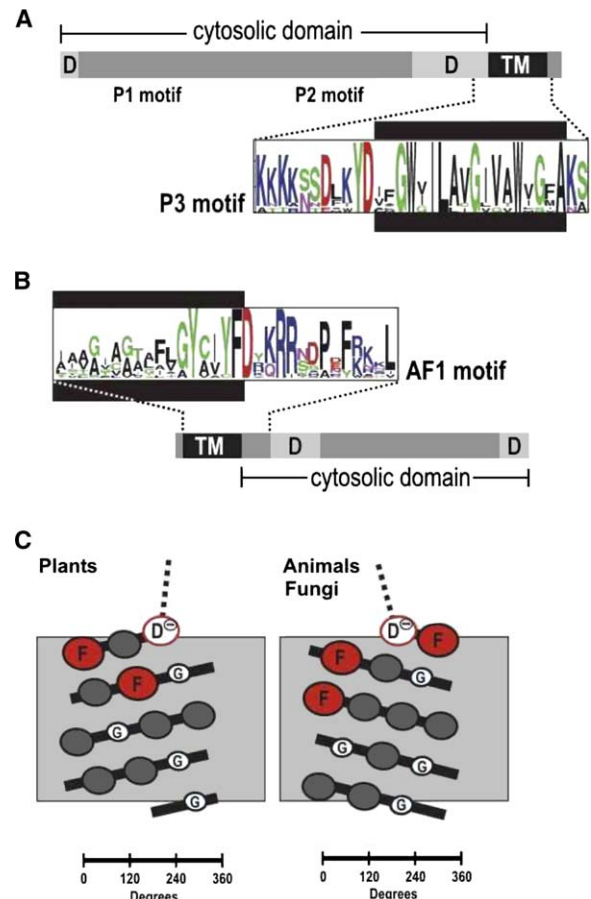 A
cytosolic domain
D D TM
P1 motif P2 motif
P3 motif
B
AF1 motif
TM D D
cytosolic domain
C
Plants
Animals
Fungi
D⊖ D⊖
F F
F G
F G
F
G
G G
G
G G
0 120 240 360
0 120 240 360
Degrees
Degrees